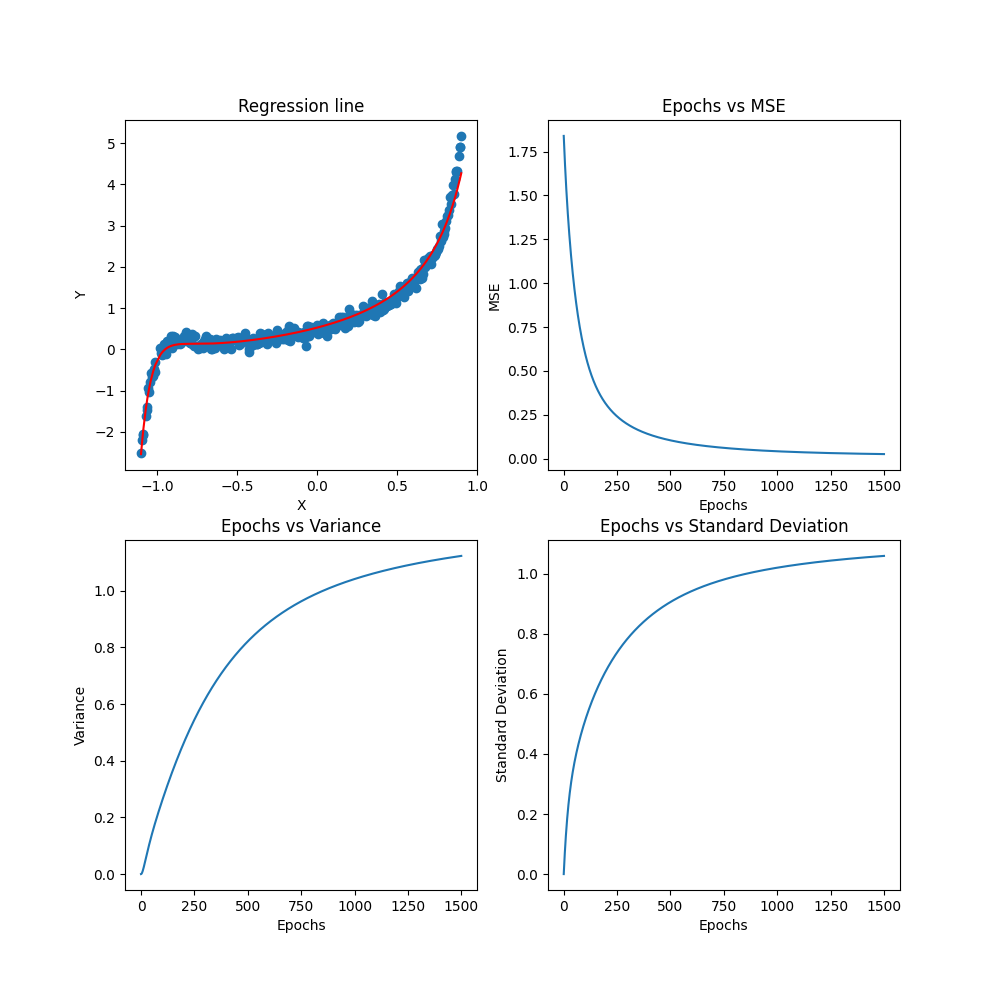 Regression line
Y
5
4
3
2
1
0
−1
−2
−1.0 −0.5 0.0 0.5 1.0
X
Epochs vs MSE
MSE
1.75
1.50
1.25
1.00
0.75
0.50
0.25
0.00
0 250 500 750 1000 1250 1500
Epochs
Epochs vs Variance
Variance
1.0
0.8
0.6
0.4
0.2
0.0
0 250 500 750 1000 1250 1500
Epochs
Epochs vs Standard Deviation
Standard Deviation
1.0
0.8
0.6
0.4
0.2
0.0
0 250 500 750 1000 1250 1500
Epochs